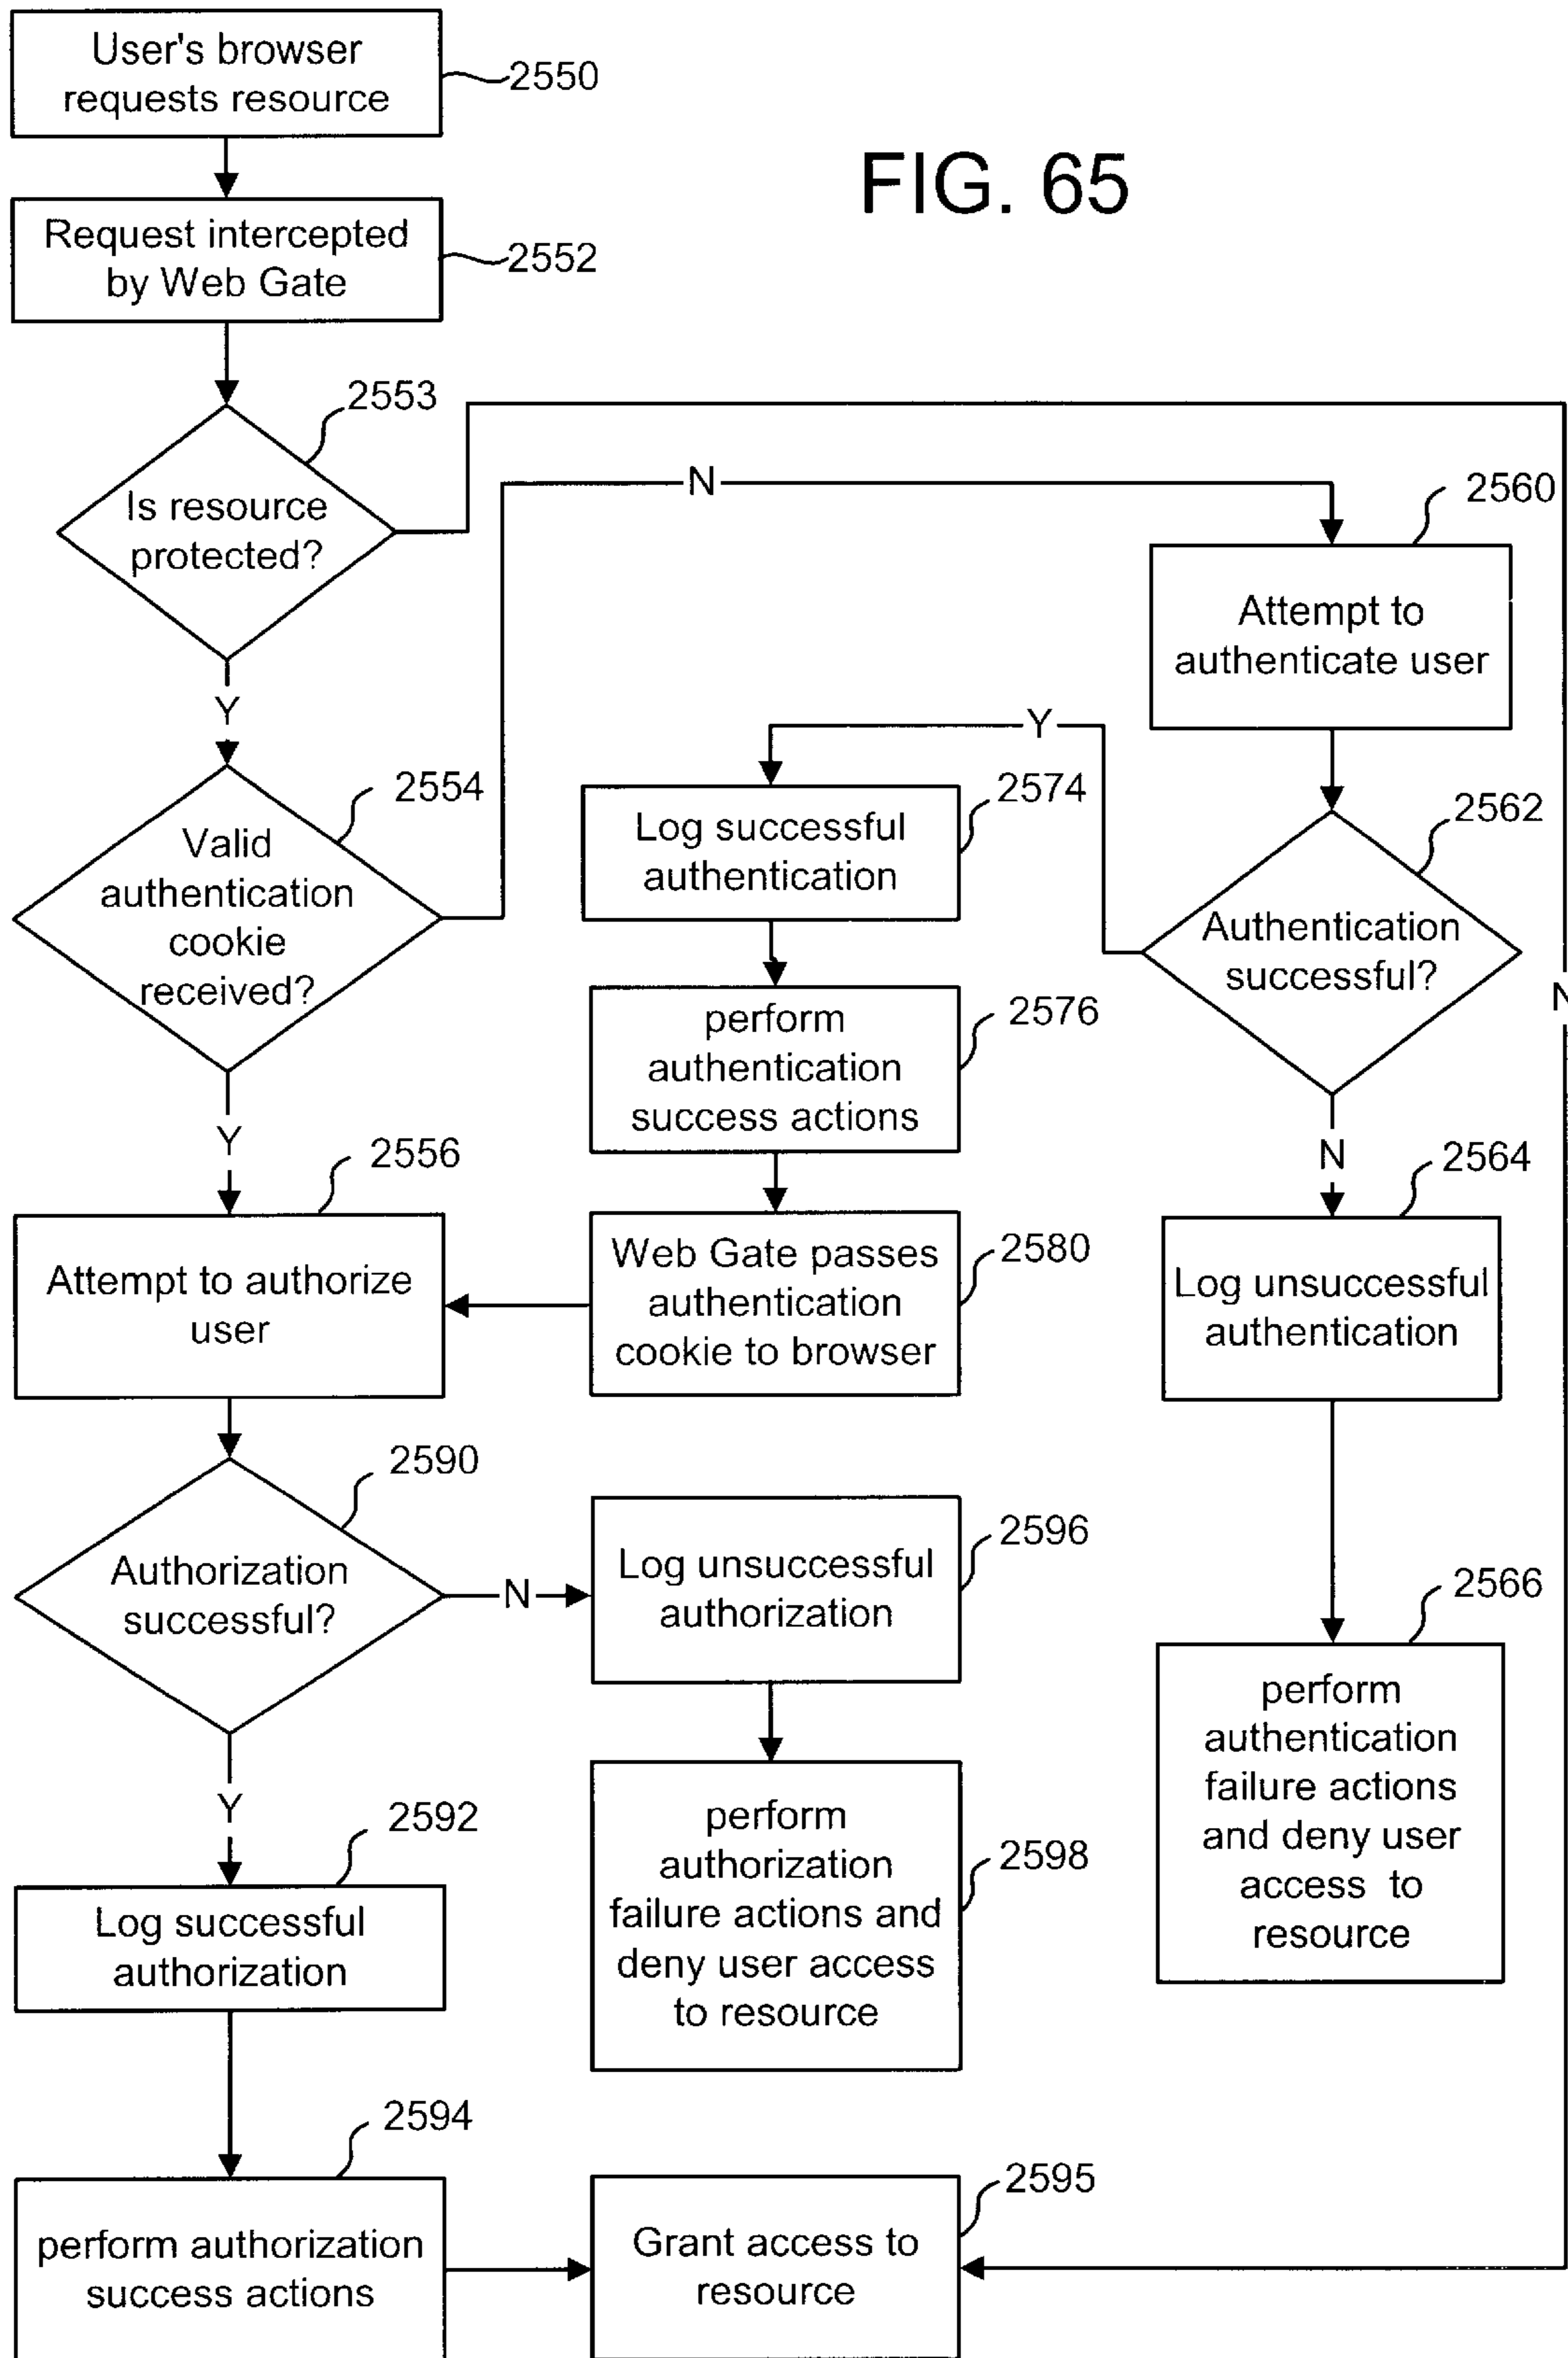 User's browser
requests resource
2550
FIG. 65
Request intercepted
by Web Gate
2552
2553
Is resource
protected?
N
2560
Attempt to
authenticate user
Y
Y
2554
Valid
authentication
cookie
received?
2574
Log successful
authentication
2562
Authentication
successful?
N
2576
perform
authentication
success actions
Y
N
2556
Attempt to authorize
user
2580
Web Gate passes
authentication
cookie to browser
2564
Log unsuccessful
authentication
2590
Authorization
successful?
N
2596
Log unsuccessful
authorization
2566
perform
authentication
failure actions
and deny user
access to
resource
Y
2592
Log successful
authorization
2598
perform
authorization
failure actions and
deny user access
to resource
2594
perform authorization
success actions
2595
Grant access to
resource